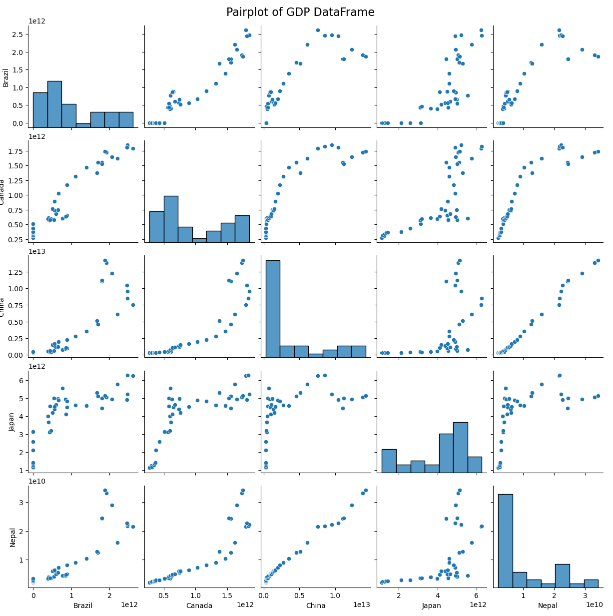 Pairplot of GDP DataFrame
1e12
2.5
2.0
1.5
1.0
0.5
0.0
Brazil
1e12
1.75
1.50
1.25
1.00
0.75
0.50
0.25
Canada
1e13
1.25
1.00
0.75
0.50
0.25
0.00
China
1e12
6
5
4
3
2
1
Japan
1e10
3
2
1
Nepal
0 1 2
1e12
Brazil
0.5 1.0 1.5
1e12
Canada
0.0 0.5 1.0
1e13
China
2 4 6
1e12
Japan
0 1 2 3
1e10
Nepal